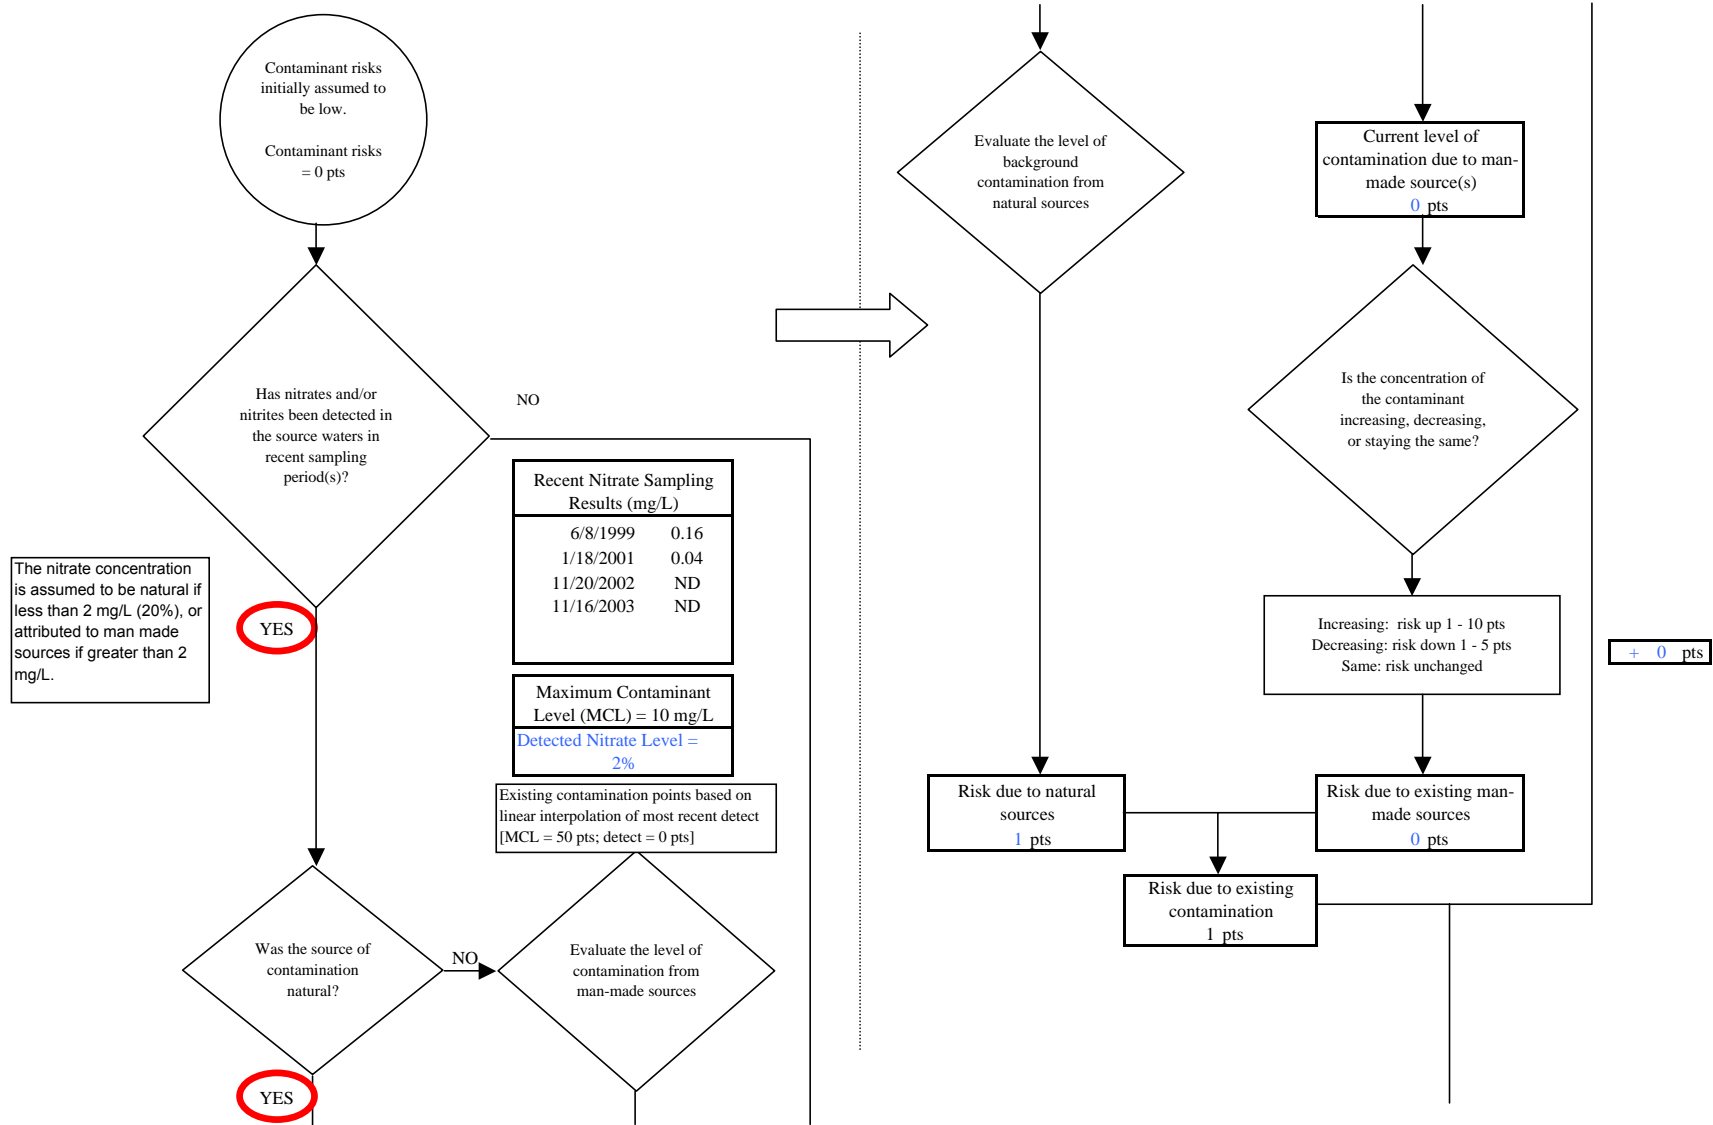 Contaminant risks
initially assumed to
be low.
Contaminant risks
= 0 pts
Has nitrates and/or
nitrites been detected in
the source waters in
recent sampling
period(s)?
NO
Recent Nitrate Sampling
Results (mg/L)
6/8/1999 0.16
1/18/2001 0.04
11/20/2002 ND
11/16/2003 ND
The nitrate concentration
is assumed to be natural if
less than 2 mg/L (20%), or
attributed to man made
sources if greater than 2
mg/L.
YES
Maximum Contaminant
Level (MCL) = 10 mg/L
Detected Nitrate Level =
2%
Existing contamination points based on
linear interpolation of most recent detect
[MCL = 50 pts; detect = 0 pts]
Was the source of
contamination
natural?
NO
Evaluate the level of
contamination from
man-made sources
YES
Evaluate the level of
background
contamination from
natural sources
Current level of
contamination due to man-
made source(s)
0 pts
Is the concentration of
the contaminant
increasing, decreasing,
or staying the same?
Increasing: risk up 1 - 10 pts
Decreasing: risk down 1 - 5 pts
Same: risk unchanged
+ 0 pts
Risk due to natural
sources
1 pts
Risk due to existing man-
made sources
0 pts
Risk due to existing
contamination
1 pts